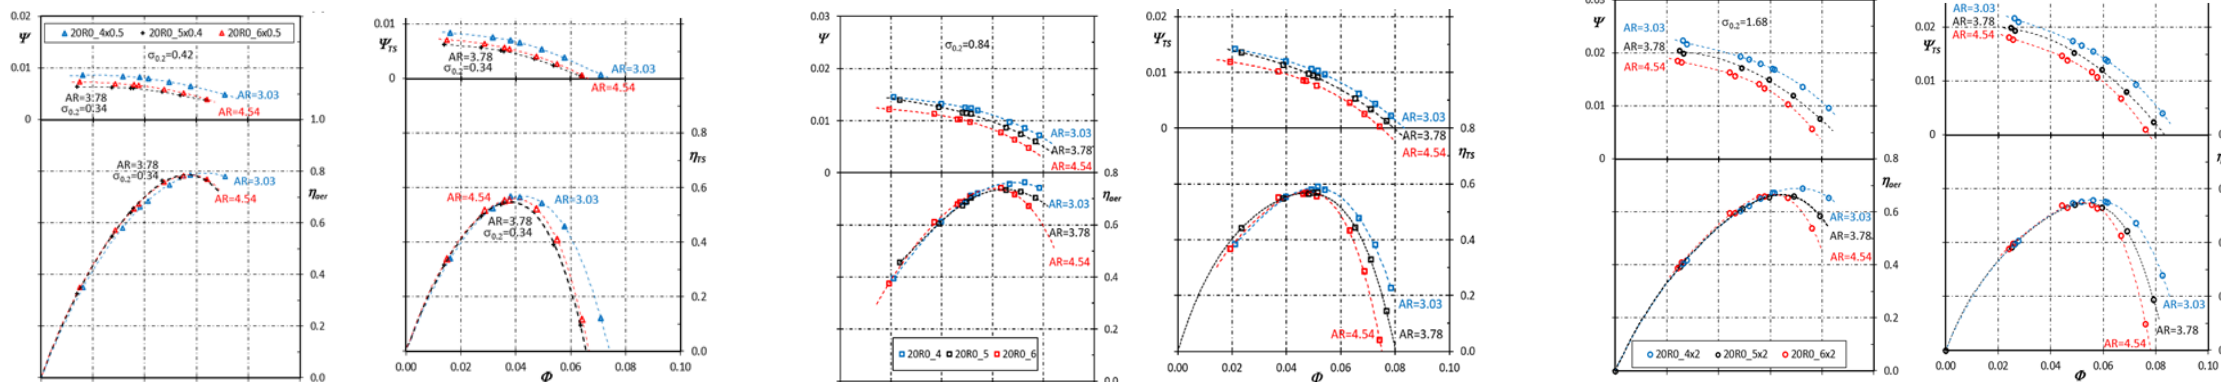 0.02
Ψ
20R0_4x0.5 20R0_5x0.4 20R0_6x0.5
σ0.2=0.42
0.01
AR=3.03
AR=3.78
σ0.2=0.34
AR=4.54
0
1.0
AR=3.78
σ0.2=0.34
0.8
AR=3.03
ηaer
AR=4.54
0.6
0.4
0.2
0.0
0.01
ΨTS
AR=3.78
σ0.2=0.34
AR=3.03
0
AR=4.54
0.8
ηTS
0.6
AR=4.54
AR=3.03
AR=3.78
σ0.2=0.34
0.4
0.2
0.0
0.00 0.02 0.04 0.06 0.08 0.10
Φ
0.03
Ψ
σ0.2=0.84
0.02
0.01
AR=3.03
AR=3.78
AR=4.54
0
0.8
ηaer
AR=3.03
0.6
AR=3.78
AR=4.54
0.4
0.2
20R0_4 20R0_5 20R0_6
0.02
ΨTS
0.01
AR=3.03
0
0.8
AR=3.78
AR=4.54
ηTS
0.6
0.4
0.2
AR=3.03
AR=4.54
AR=3.78
0.0
0.00 0.02 0.04 0.06 0.08 0.10
Φ
Ψ
σ0.2=1.68
AR=3.03
AR=3.78
0.02
AR=4.54
0.01
0
0.8
ηaer
0.6
AR=3.03
AR=3.78
AR=4.54
0.4
0.2
20R0_4x2 20R0_5x2 20R0_6x2
0.0
AR=3.03
AR=3.78
0.02
AR=4.54
ΨTS
0.01
0
AR=3.03
AR=3.78
AR=4.54
0.00 0.02 0.04 0.06 0.08 0.10
Φ